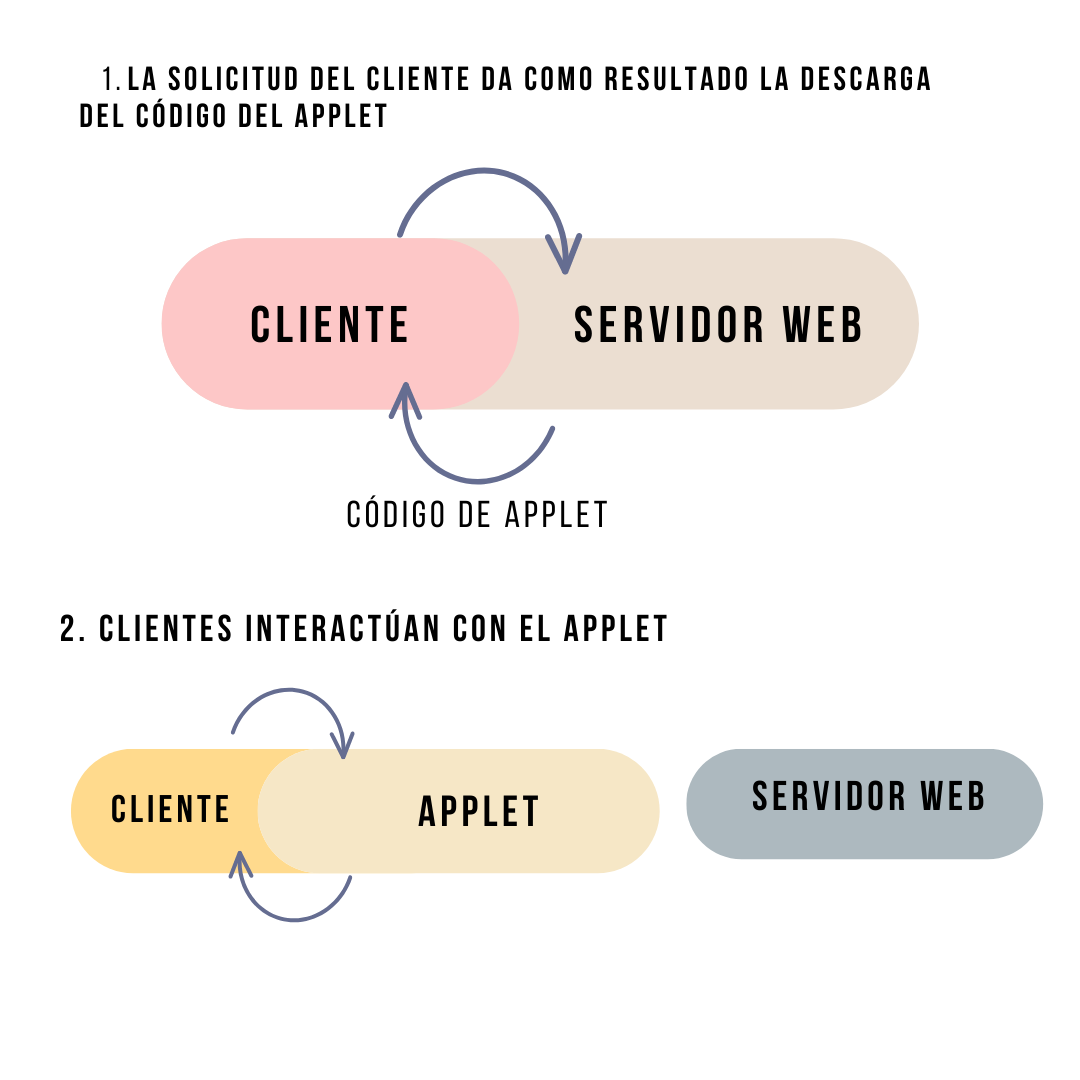 1. LA SOLICITUD DEL CLIENTE DA COMO RESULTADO LA DESCARGA
DEL CÓDIGO DEL APPLET
CLIENTE
SERVIDOR WEB
CÓDIGO DE APPLET
2. CLIENTES INTERACTÚAN CON EL APPLET
CLIENTE
APPLET
SERVIDOR WEB